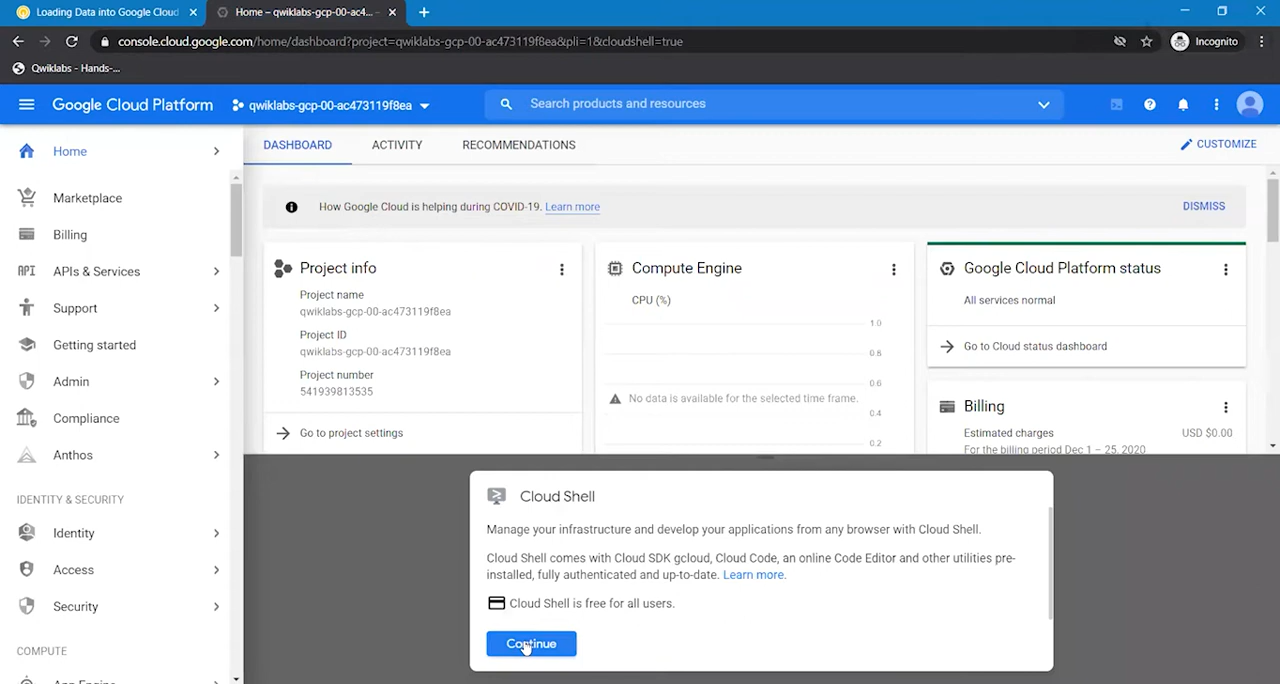 Loading Data into Google Cloud
Home – qwiklabs-gcp-00-ac4...
console.cloud.google.com/home/dashboard?project=qwiklabs-gcp-00-ac473119f8ea&pli=1&cloudshell=true
Incognito
Qwiklabs - Hands-...
Google Cloud Platform
qwiklabs-gcp-00-ac473119f8ea
Search products and resources
Home
Marketplace
Billing
API APIs & Services
Support
Getting started
Admin
Compliance
Anthos
IDENTITY & SECURITY
Identity
Access
Security
COMPUTE
App Engine
DASHBOARD
ACTIVITY
RECOMMENDATIONS
CUSTOMIZE
How Google Cloud is helping during COVID-19. Learn more
DISMISS
Project info
Project name
qwiklabs-gcp-00-ac473119f8ea
Project ID
qwiklabs-gcp-00-ac473119f8ea
Project number
541939813535
Go to project settings
Compute Engine
CPU (%)
1.0
0.8
0.6
No data is available for the selected time frame.
0.4
0.2
Google Cloud Platform status
All services normal
Go to Cloud status dashboard
Billing
Estimated charges
USD $0.00
For the billing period Dec 1 – 25, 2020
Cloud Shell
Manage your infrastructure and develop your applications from any browser with Cloud Shell.
Cloud Shell comes with Cloud SDK gcloud, Cloud Code, an online Code Editor and other utilities pre-
installed, fully authenticated and up-to-date. Learn more.
Cloud Shell is free for all users.
Continue